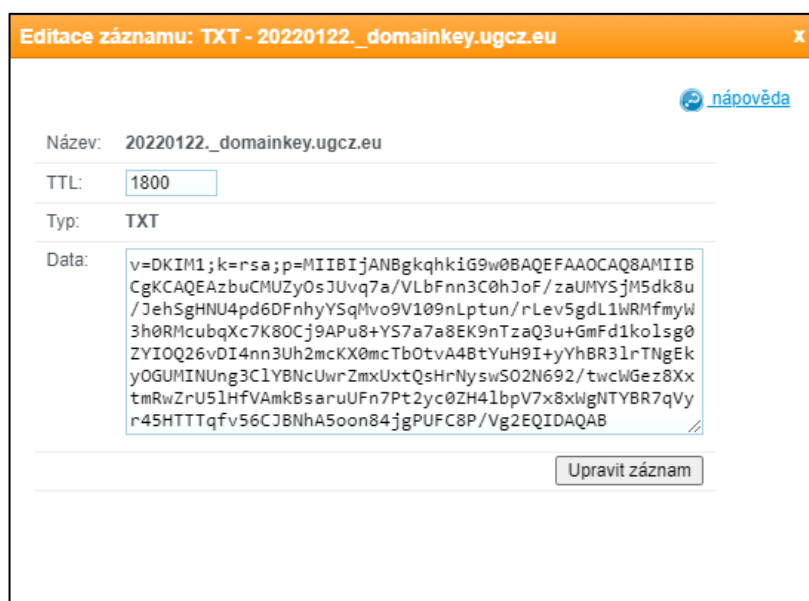 Editace záznamu: TXT - 20220122._domainkey.ugcz.eu x
nápověda
Název: 20220122._domainkey.ugcz.eu
TTL: 1800
Typ: TXT
Data: v=DKIM1;k=rsa;p=MIIBIjANBgkqhkiG9w0BAQEFAAOCAQ8AMIIB
CgKCAQEAzbuCMUZyOsJUvq7a/VLbFnn3C0hJoF/zaUMYSjM5dk8u
/JehSgHNU4pd6DFnhyYSqMvo9V109nLptun/rLev5gdL1WRMfmyW
3h0RMcubqXc7K8OCj9APu8+YS7a7a8EK9nTzaQ3u+GmFd1kolsg0
ZYIOQ26vDI4nn3Uh2mcKX0mcTbOtvA4BtYuH9I+yYhBR3lrTNgEk
yOGUMINUng3ClYBNcUwrZmxUxtQsHrNyswSO2N692/twcWGez8Xx
tmRwZrU5lHfVAmkBsaruUFn7Pt2yc0ZH4lbpV7x8xWgNTYBR7qVy
r45HTTTqfv56CJBNhA5oon84jgPUFC8P/Vg2EQIDAQAB
Upravit záznam